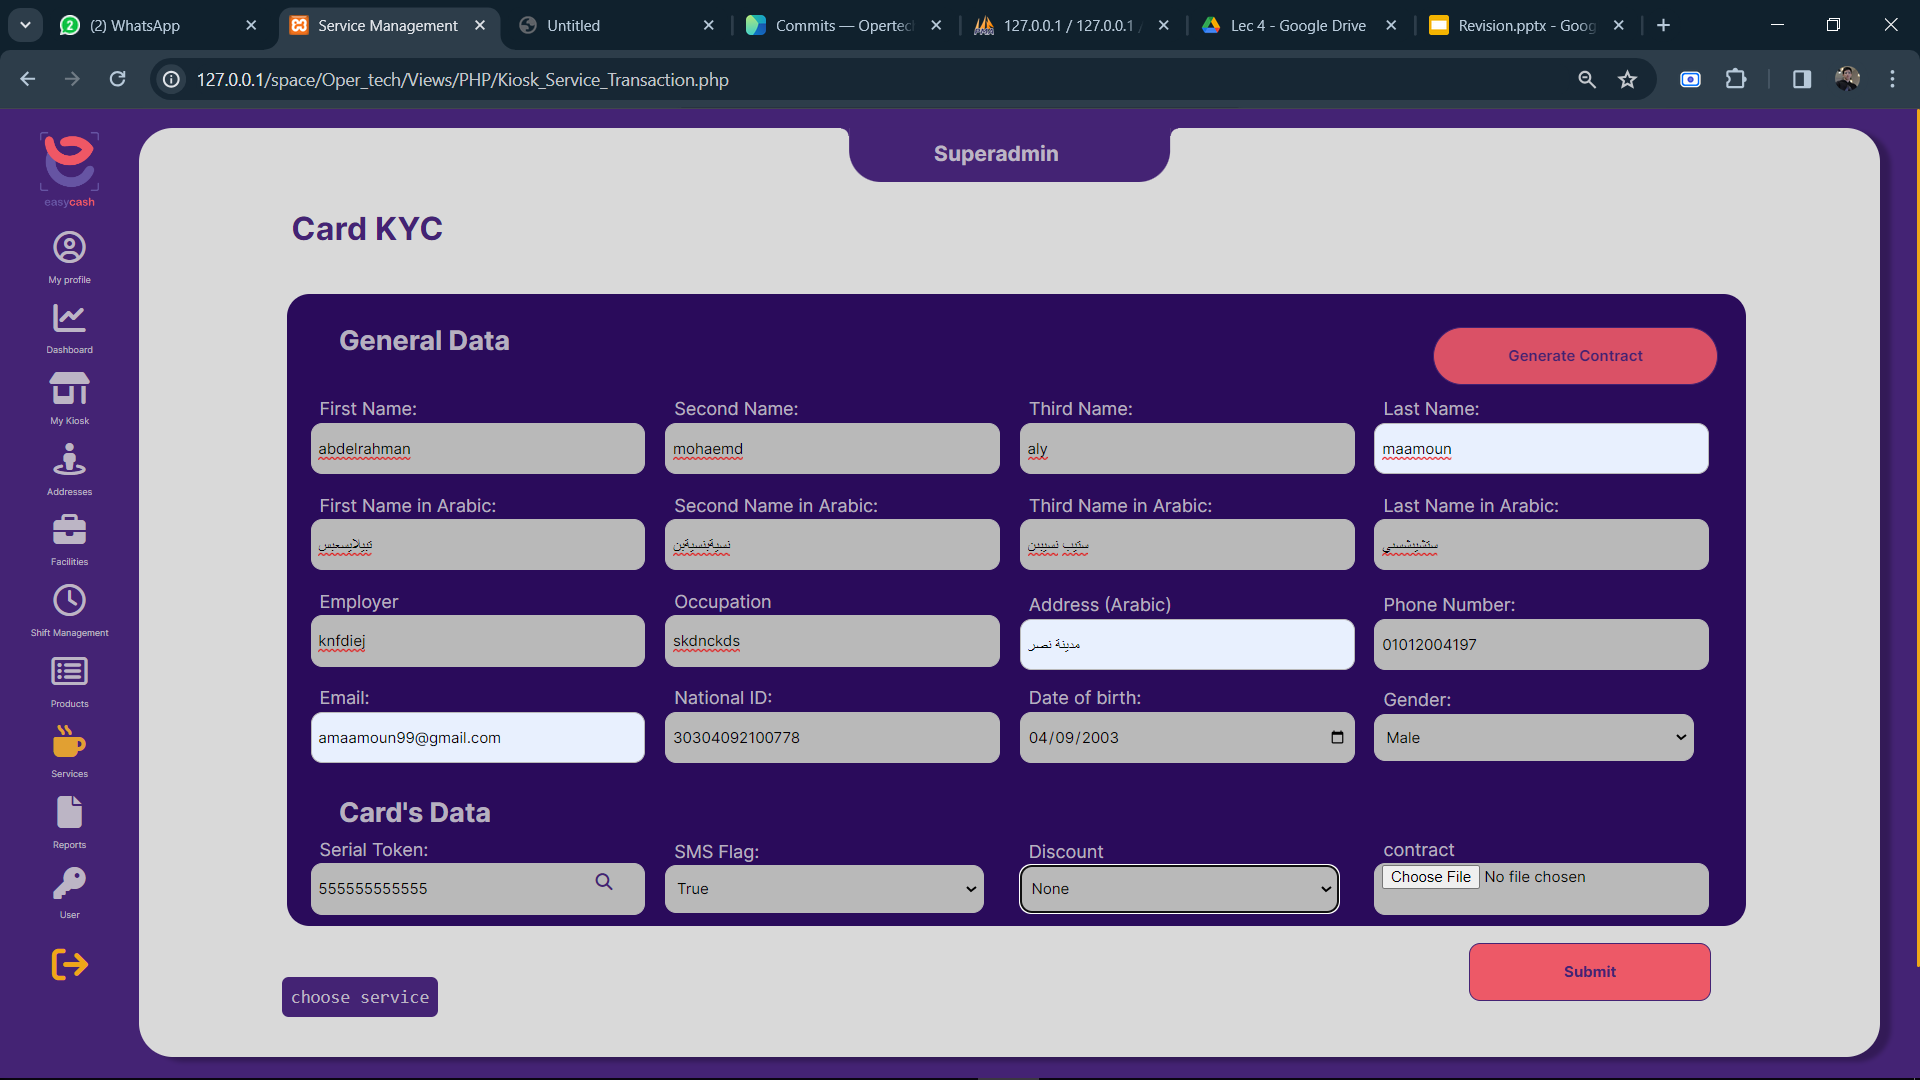 (2) WhatsApp
Service Management
Untitled
Commits — Opertec
127.0.0.1 / 127.0.0.1 /
Lec 4 - Google Drive
Revision.pptx - Goog
127.0.0.1/space/Oper_tech/Views/PHP/Kiosk_Service_Transaction.php
easycash
My profile
Dashboard
My Kiosk
Addresses
Facilities
Shift Management
Products
Services
Reports
User
Superadmin
Card KYC
General Data
Generate Contract
First Name: Second Name: Third Name: Last Name:
abdelrahman mohaemd aly maamoun
First Name in Arabic: Second Name in Arabic: Third Name in Arabic: Last Name in Arabic:
Employer Occupation Address (Arabic) Phone Number:
knfdiej skdnckds مدينة نصر 01012004197
Email: National ID: Date of birth: Gender:
amaamoun99@gmail.com 30304092100778 04/09/2003 Male
Card's Data
Serial Token: SMS Flag: Discount contract
555555555555 True None Choose File No file chosen
Submit
choose service